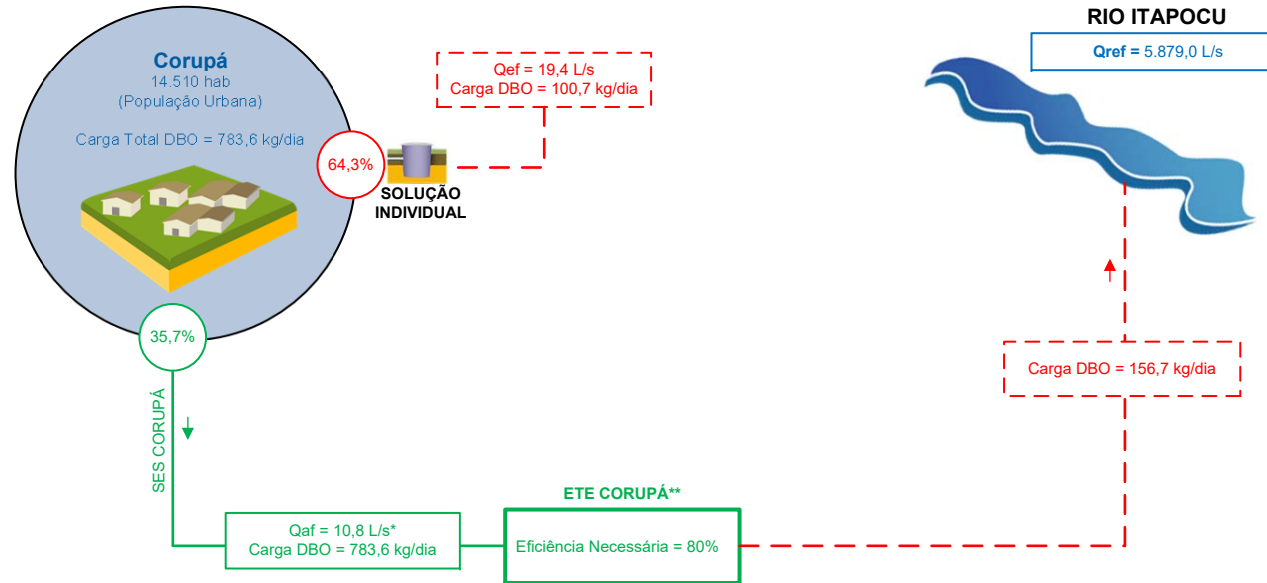 Corupá
14.510 hab
(População Urbana)
Carga Total DBO = 783,6 kg/dia
64,3%
SOLUÇÃO
INDIVIDUAL
Qef = 19,4 L/s
Carga DBO = 100,7 kg/dia
RIO ITAPOCU
Qref = 5.879,0 L/s
35,7%
SES CORUPÁ
Qaf = 10,8 L/s*
Carga DBO = 783,6 kg/dia
ETE CORUPÁ**
Eficiência Necessária = 80%
Carga DBO = 156,7 kg/dia